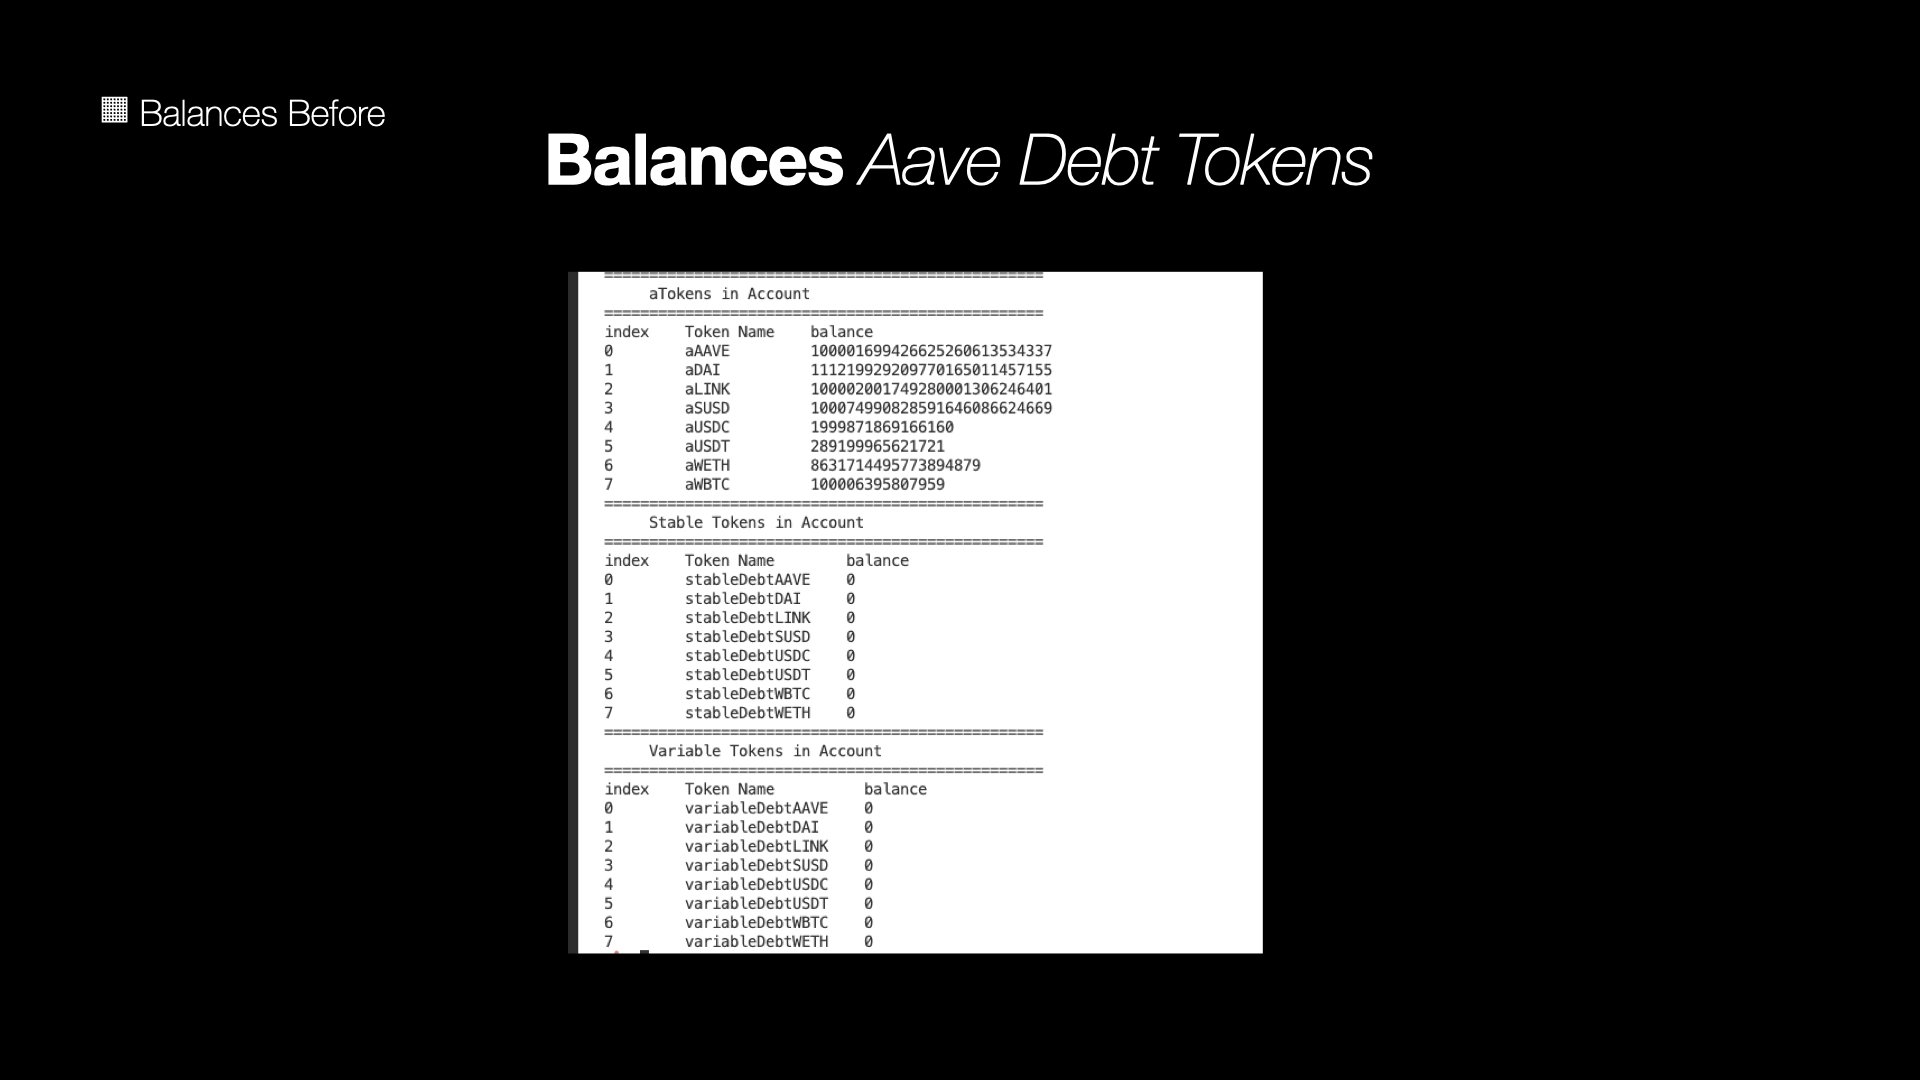 Balances Before
Balances Aave Debt Tokens
=================================================
aTokens in Account
=================================================
index Token Name balance
0 aAAVE 100001699426625260613534337
1 aDAI 111219929209770165011457155
2 aLINK 100002001749280001306246401
3 aSUSD 100074990828591646086624669
4 aUSDC 1999871869166160
5 aUSDT 289199965621721
6 aWETH 8631714495773894879
7 aWBTC 100006395807959
=================================================
Stable Tokens in Account
=================================================
index Token Name balance
0 stableDebtAAVE 0
1 stableDebtDAI 0
2 stableDebtLINK 0
3 stableDebtSUSD 0
4 stableDebtUSDC 0
5 stableDebtUSDT 0
6 stableDebtWBTC 0
7 stableDebtWETH 0
=================================================
Variable Tokens in Account
=================================================
index Token Name balance
0 variableDebtAAVE 0
1 variableDebtDAI 0
2 variableDebtLINK 0
3 variableDebtSUSD 0
4 variableDebtUSDC 0
5 variableDebtUSDT 0
6 variableDebtWBTC 0
7 variableDebtWETH 0